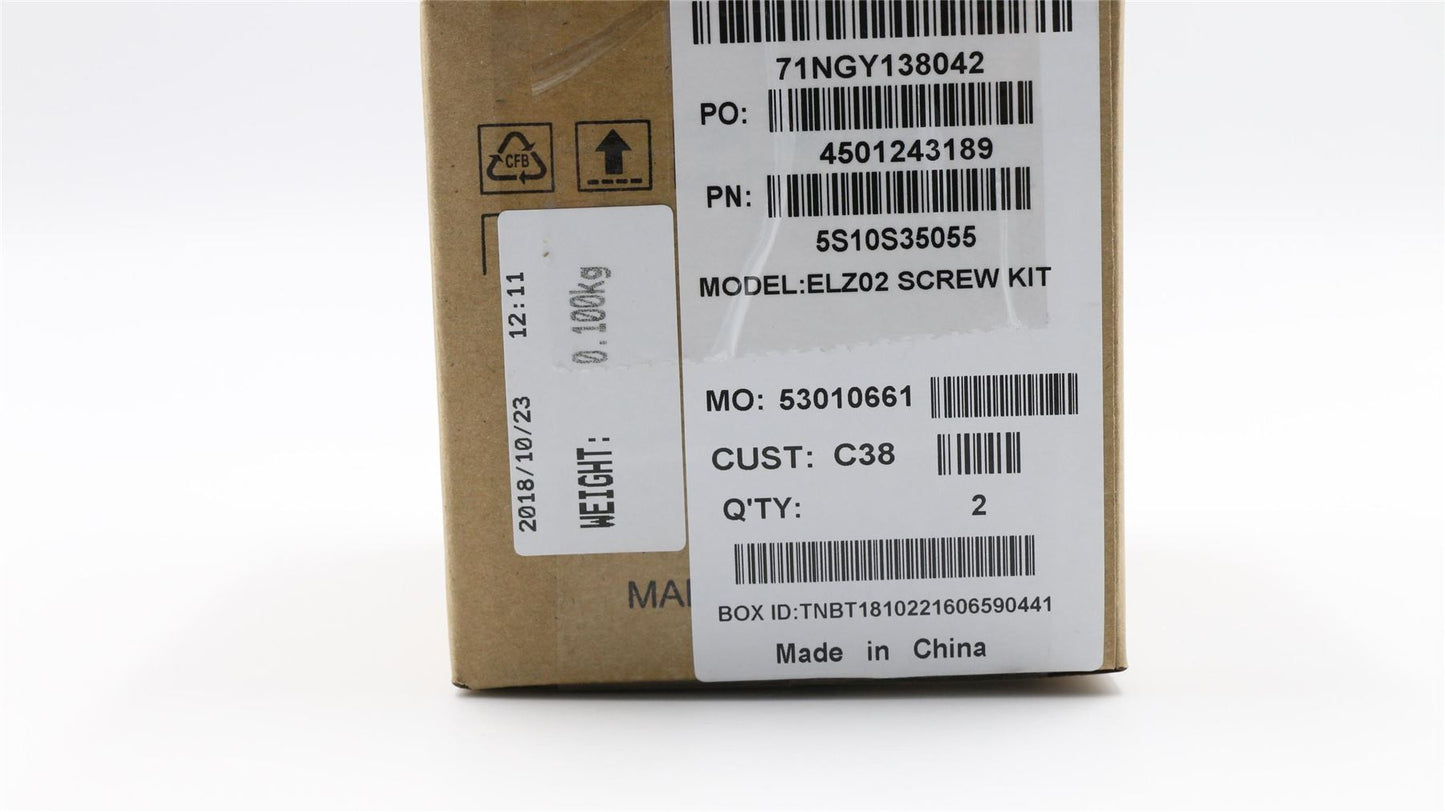 71NGY138042
PO:
4501243189
PN:
5S10S35055
MODEL:ELZ02 SCREW KIT
MO: 53010661
CUST: C38
Q'TY: 2
BOX ID:TNBT1810221606590441
Made in China
CFB
2018/10/23 12:11
WEIGHT: 0.100kg